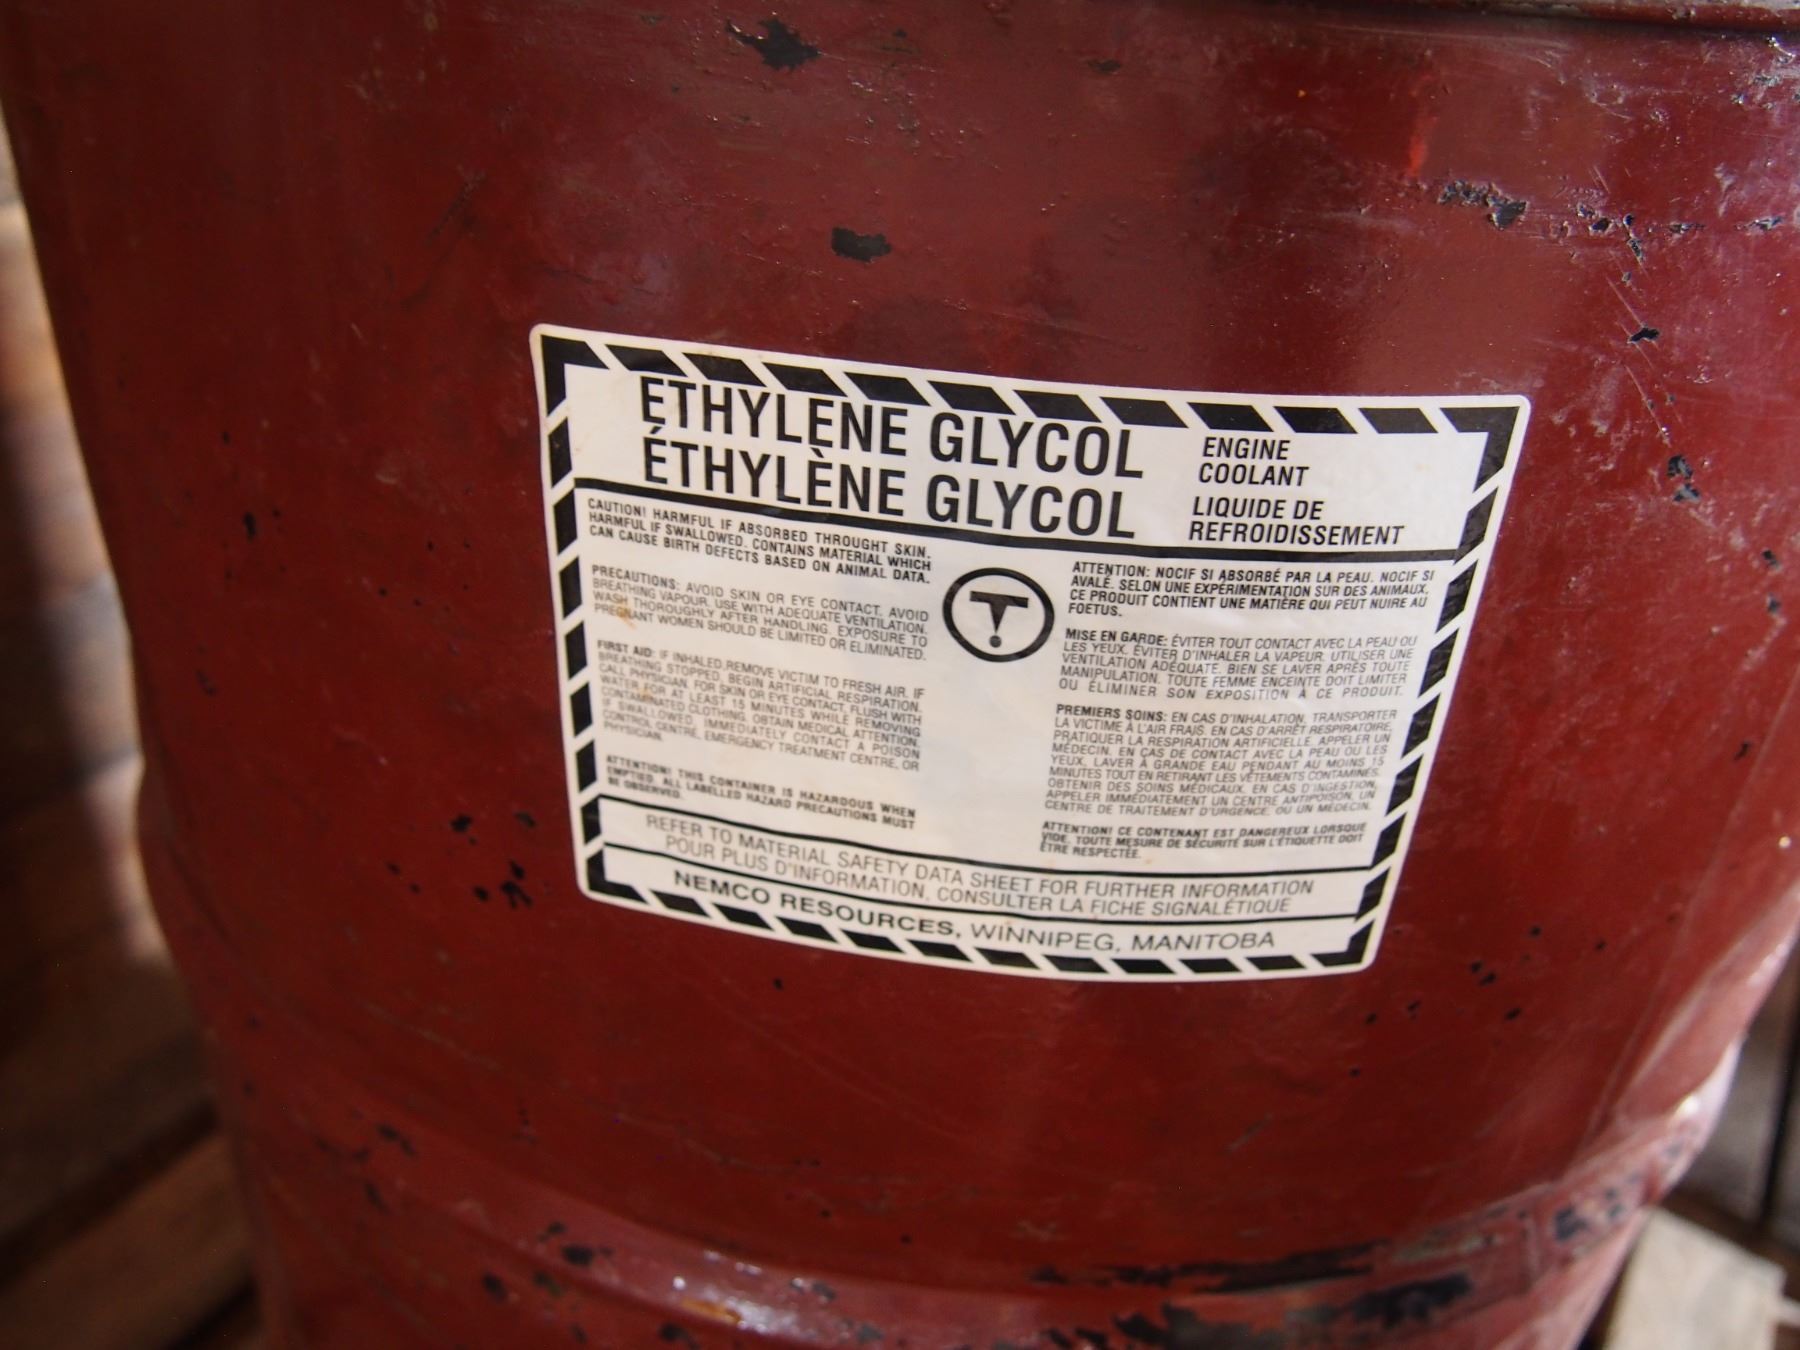 ETHYLENE GLYCOL
ÉTHYLÈNE GLYCOL
ENGINE
COOLANT
LIQUIDE DE
REFROIDISSEMENT
CAUTION! HARMFUL IF ABSORBED THROUGHT SKIN.
HARMFUL IF SWALLOWED. CONTAINS MATERIAL WHICH
CAN CAUSE BIRTH DEFECTS BASED ON ANIMAL DATA.
PRECAUTIONS: AVOID SKIN OR EYE CONTACT. AVOID
BREATHING VAPOUR. USE WITH ADEQUATE VENTILATION.
WASH THOROUGHLY AFTER HANDLING. EXPOSURE TO
PREGNANT WOMEN SHOULD BE LIMITED OR ELIMINATED.
FIRST AID: IF INHALED, REMOVE VICTIM TO FRESH AIR. IF
BREATHING STOPPED, BEGIN ARTIFICIAL RESPIRATION.
CALL PHYSICIAN. FOR SKIN OR EYE CONTACT, FLUSH WITH
WATER FOR AT LEAST 15 MINUTES WHILE REMOVING
CONTAMINATED CLOTHING. OBTAIN MEDICAL ATTENTION.
IF SWALLOWED, IMMEDIATELY CONTACT A POISON
CONTROL CENTRE, EMERGENCY TREATMENT CENTRE, OR
PHYSICIAN.
ATTENTION! THIS CONTAINER IS HAZARDOUS WHEN
EMPTIED. ALL LABELLED HAZARD PRECAUTIONS MUST
BE OBSERVED.
ATTENTION: NOCIF SI ABSORBÉ PAR LA PEAU. NOCIF SI
AVALÉ. SELON UNE EXPÉRIMENTATION SUR DES ANIMAUX,
CE PRODUIT CONTIENT UNE MATIÈRE QUI PEUT NUIRE AU
FOETUS.
MISE EN GARDE: ÉVITER TOUT CONTACT AVEC LA PEAU OU
LES YEUX. ÉVITER D'INHALER LA VAPEUR. UTILISER UNE
VENTILATION ADÉQUATE. BIEN SE LAVER APRÈS TOUTE
MANIPULATION. TOUTE FEMME ENCEINTE DOIT LIMITER
OU ÉLIMINER SON EXPOSITION À CE PRODUIT.
PREMIERS SOINS: EN CAS D'INHALATION, TRANSPORTER
LA VICTIME À L'AIR FRAIS. EN CAS D'ARRÊT RESPIRATOIRE,
PRATIQUER LA RESPIRATION ARTIFICIELLE. APPELER UN
MÉDECIN. EN CAS DE CONTACT AVEC LA PEAU OU LES
YEUX, LAVER À GRANDE EAU PENDANT AU MOINS 15
MINUTES TOUT EN RETIRANT LES VÊTEMENTS CONTAMINÉS.
OBTENIR DES SOINS MÉDICAUX. EN CAS D'INGESTION,
APPELER IMMÉDIATEMENT UN CENTRE ANTIPOISON, UN
CENTRE DE TRAITEMENT D'URGENCE, OU UN MÉDECIN.
ATTENTION! CE CONTENANT EST DANGEREUX LORSQUE
VIDE. TOUTE MESURE DE SÉCURITÉ SUR L'ÉTIQUETTE DOIT
ÊTRE RESPECTÉE.
REFER TO MATERIAL SAFETY DATA SHEET FOR FURTHER INFORMATION
POUR PLUS D'INFORMATION, CONSULTER LA FICHE SIGNALÉTIQUE
NEMCO RESOURCES, WINNIPEG, MANITOBA